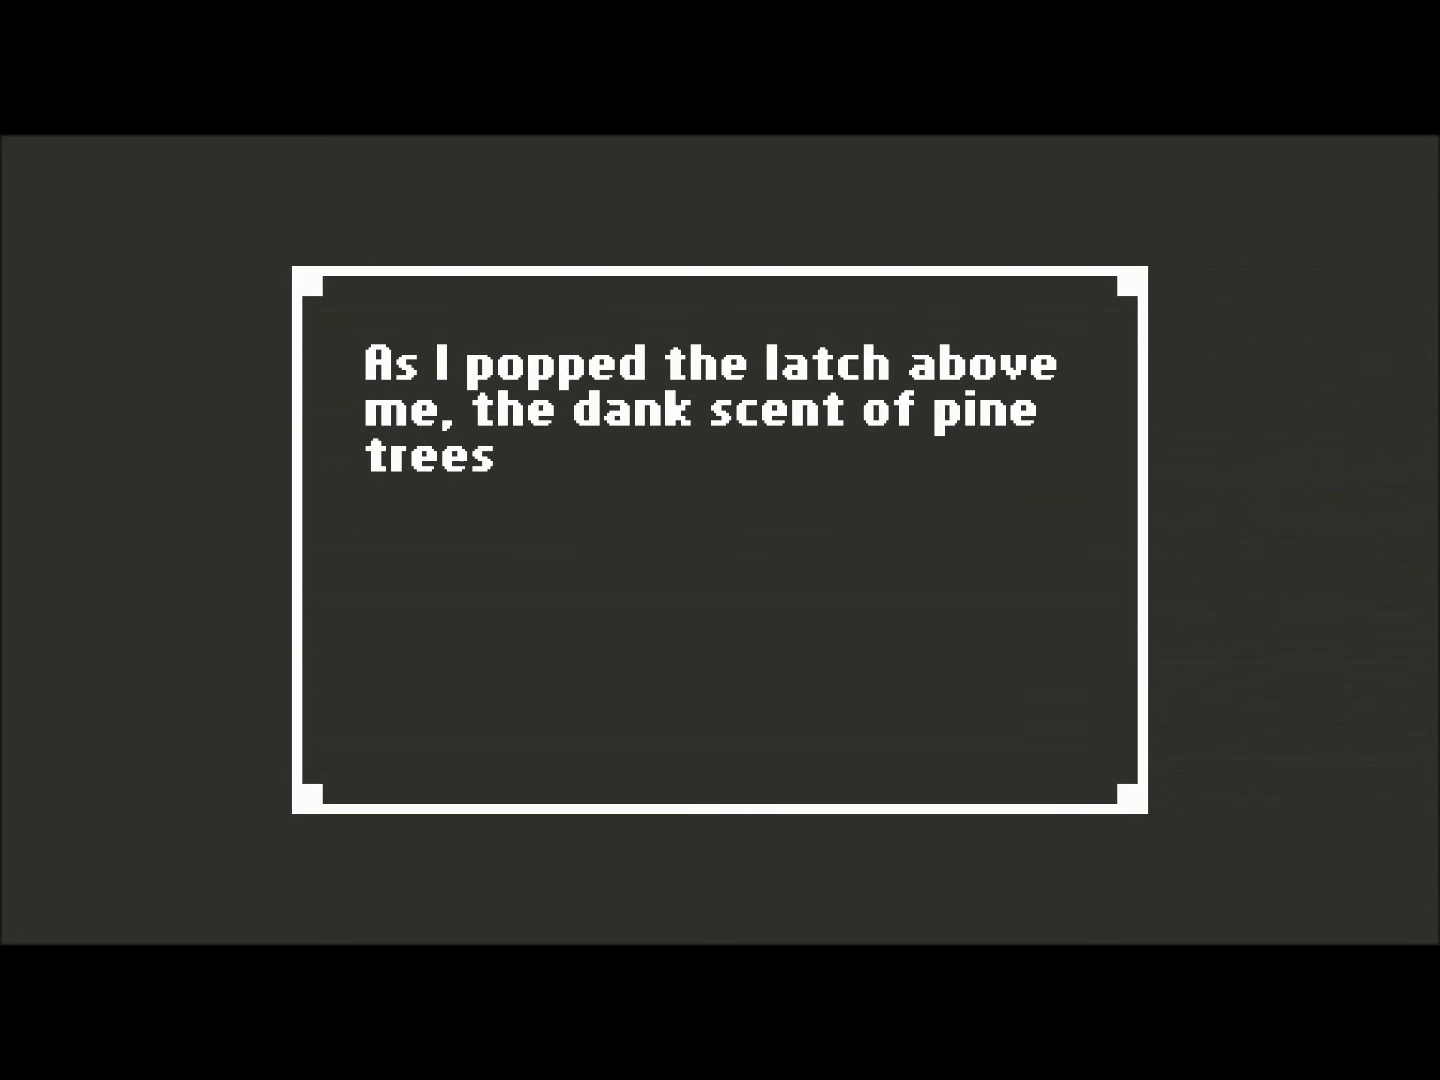 As I popped the latch above
me, the dank scent of pine
trees